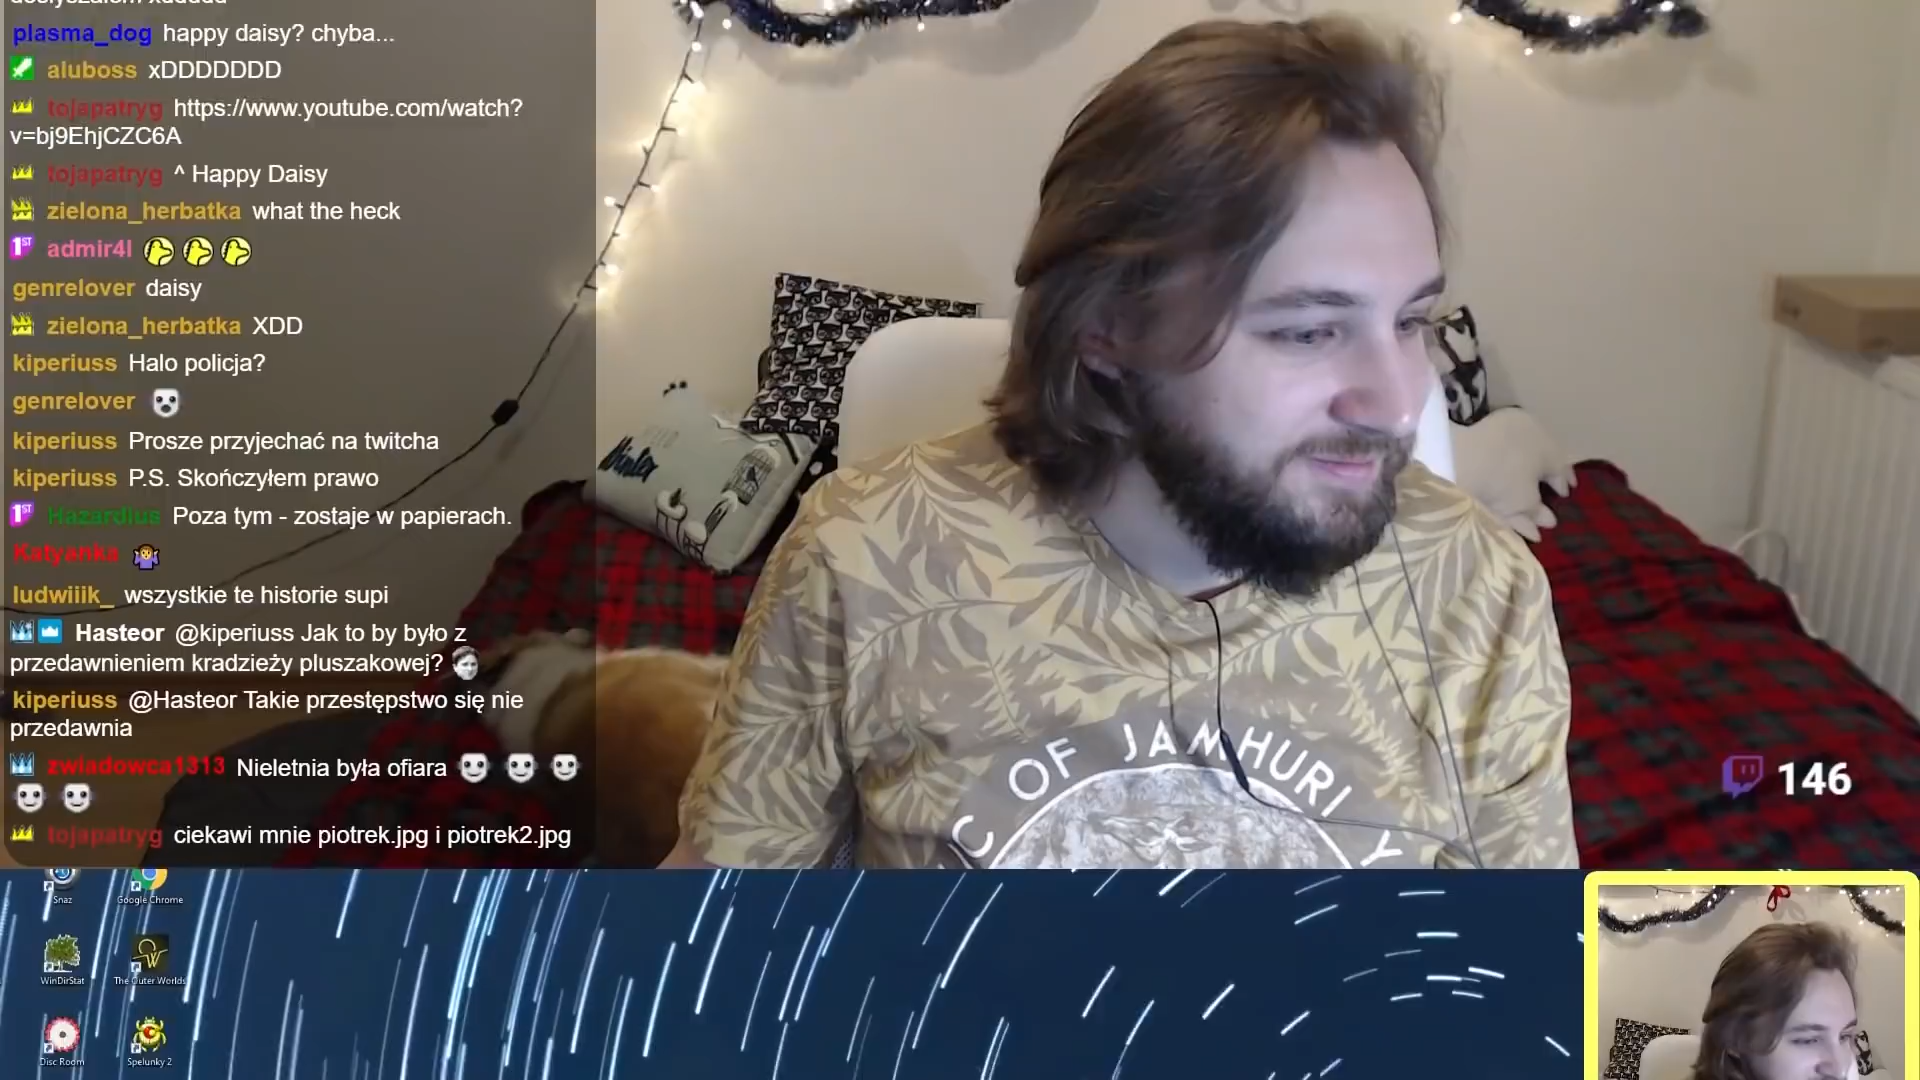 plasma_dog happy daisy? chyba...
aluboss xDDDDDDD
tojapatryg https://www.youtube.com/watch?
v=bj9EhjCZC6A
tojapatryg ^ Happy Daisy
zielona_herbatka what the heck
1ST admir4l
genrelover daisy
zielona_herbatka XDD
kiperiuss Halo policja?
genrelover
kiperiuss Prosze przyjechać na twitcha
kiperiuss P.S. Skończyłem prawo
1ST Hazardius Poza tym - zostaje w papierach.
Katyanka
ludwiiik_ wszystkie te historie supi
Hasteor @kiperiuss Jak to by było z
przedawnieniem kradzieży pluszakowej?
kiperiuss @Hasteor Takie przestępstwo się nie
przedawnia
zwiadowca1313 Nieletnia była ofiara
tojapatryg ciekawi mnie piotrek.jpg i piotrek2.jpg
Winter
OF JAMHURI Y
146
Snaz
Google Chrome
WinDirStat
The Outer Worlds
Disc Room
Spelunky 2